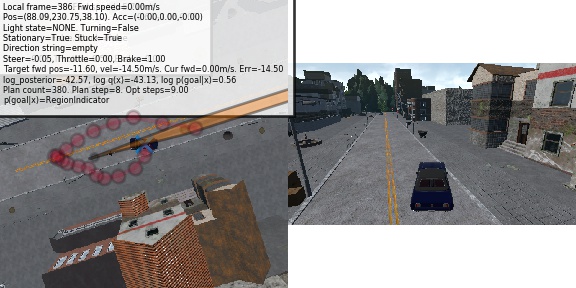 Local frame=386. Fwd speed=0.00m/s
Pos=(88.09,230.75,38.10). Acc=(-0.00,0.00,-0.00)
Light state=NONE. Turning=False
Stationary=True. Stuck=True
Direction string=empty
Steer=-0.05, Throttle=0.00, Brake=1.00
Target fwd pos=-11.60, vel=-14.50m/s. Cur fwd=0.00m/s. Err=-14.50
log_posterior=-42.57, log q(x)=-43.13, log p(goal|x)=0.56
Plan count=380. Plan step=8. Opt steps=9.00
p(goal|x)=RegionIndicator